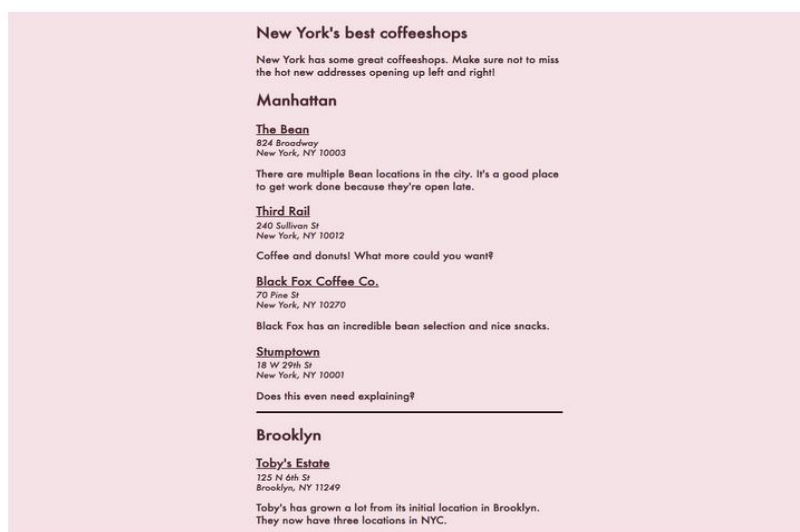 New York's best coffeeshops
New York has some great coffeeshops. Make sure not to miss
the hot new addresses opening up left and right!
Manhattan
The Bean
824 Broadway
New York, NY 10003
There are multiple Bean locations in the city. It's a good place
to get work done because they're open late.
Third Rail
240 Sullivan St
New York, NY 10012
Coffee and donuts! What more could you want?
Black Fox Coffee Co.
70 Pine St
New York, NY 10270
Black Fox has an incredible bean selection and nice snacks.
Stumptown
18 W 29th St
New York, NY 10001
Does this even need explaining?
Brooklyn
Toby's Estate
125 N 6th St
Brooklyn, NY 11249
Toby's has grown a lot from its initial location in Brooklyn.
They now have three locations in NYC.